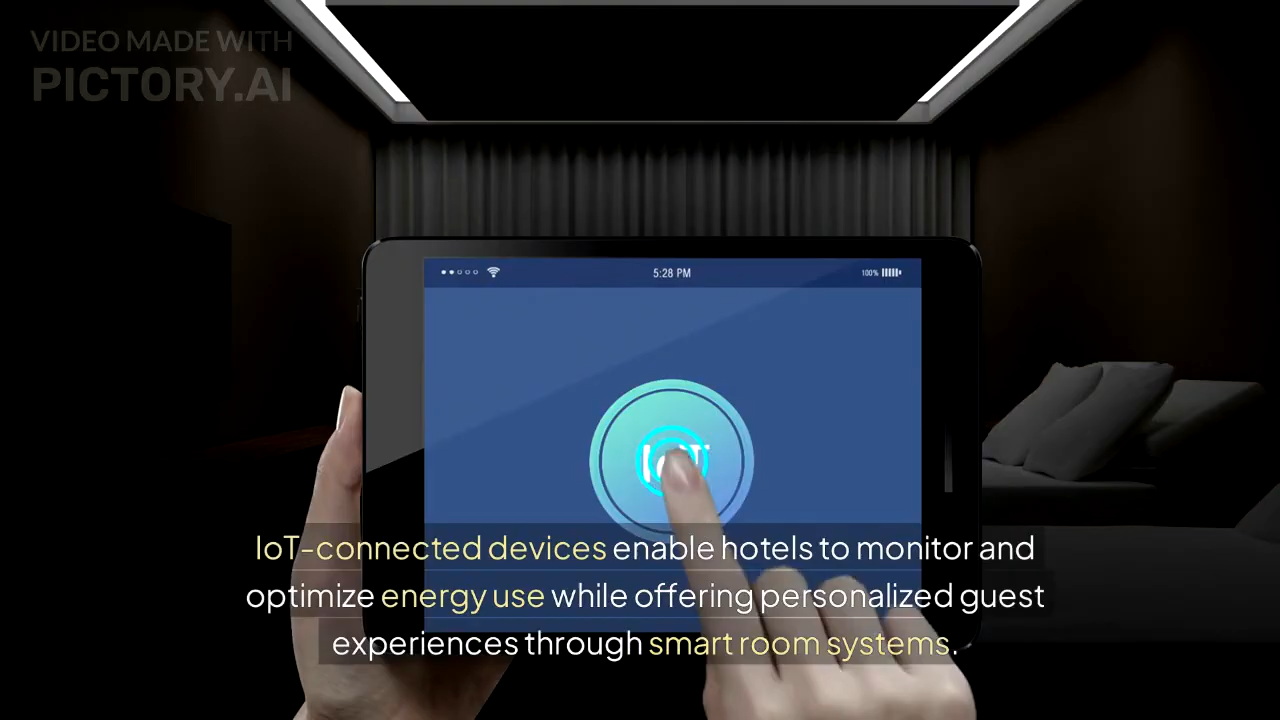 VIDEO MADE WITH
PICTORY.AI
5:28 PM
100%
IoT
IoT-connected devices enable hotels to monitor and
optimize energy use while offering personalized guest
experiences through smart room systems.